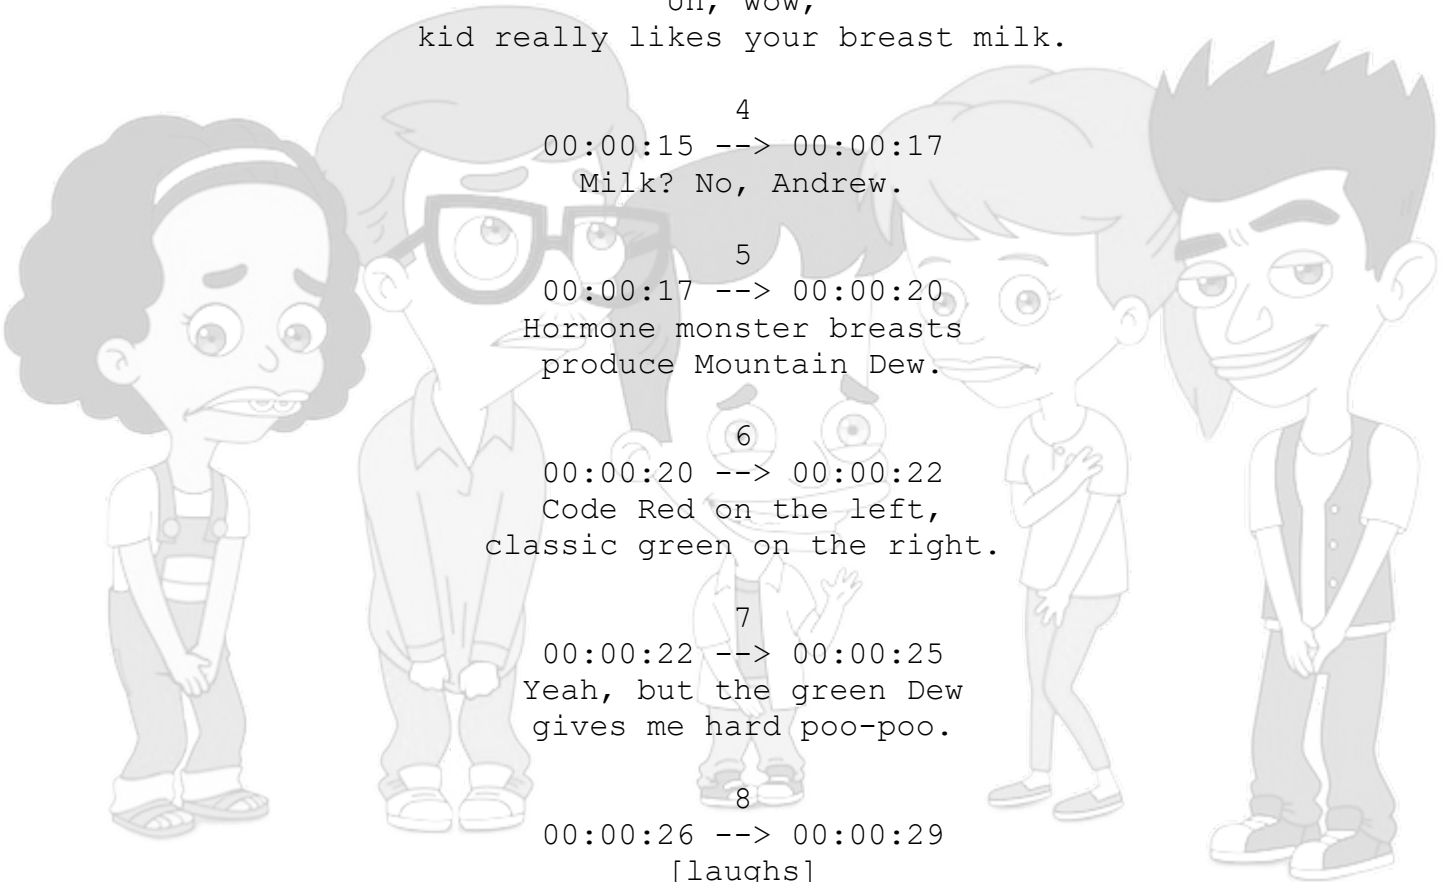 Uh, wow,
kid really likes your breast milk.
4
00:00:15 --> 00:00:17
Milk? No, Andrew.
5
00:00:17 --> 00:00:20
Hormone monster breasts
produce Mountain Dew.
6
00:00:20 --> 00:00:22
Code Red on the left,
classic green on the right.
7
00:00:22 --> 00:00:25
Yeah, but the green Dew
gives me hard poo-poo.
8
00:00:26 --> 00:00:29
[laughs]